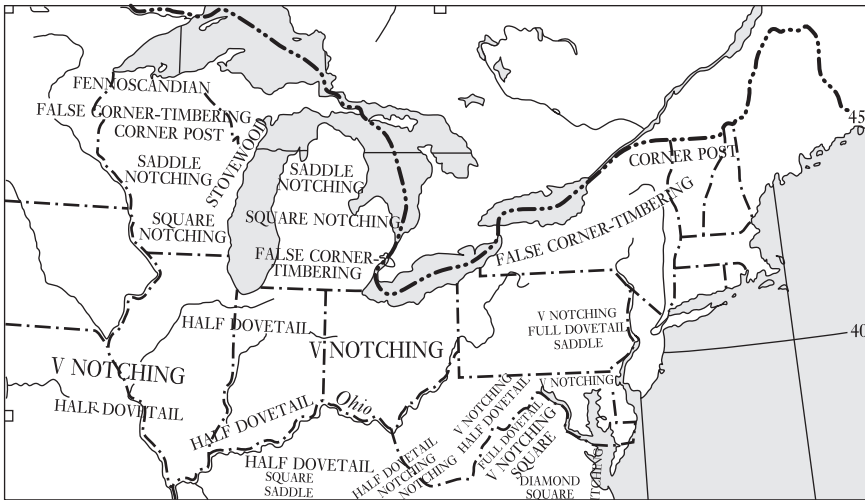 FENNOSCANDIAN
FALSE CORNER-TIMBERING
CORNER POST
STOVEWOOD
SADDLE
NOTCHING
SQUARE
NOTCHING
SADDLE
NOTCHING
SQUARE NOTCHING
FALSE CORNER-
TIMBERING
45
CORNER POST
FALSE CORNER-TIMBERING
V NOTCHING
FULL DOVETAIL
SADDLE
40
HALF DOVETAIL
V NOTCHING
V NOTCHING
HALF DOVETAIL
HALF DOVETAIL
Ohio
V NOTCHING
HALF DOVETAIL
V NOTCHING
FULL DOVETAIL
V NOTCHING
SQUARE
HALF DOVETAIL
SQUARE
SADDLE
HALF DOVETAIL
NOTCHING
NOTCHING
DIAMOND
SQUARE